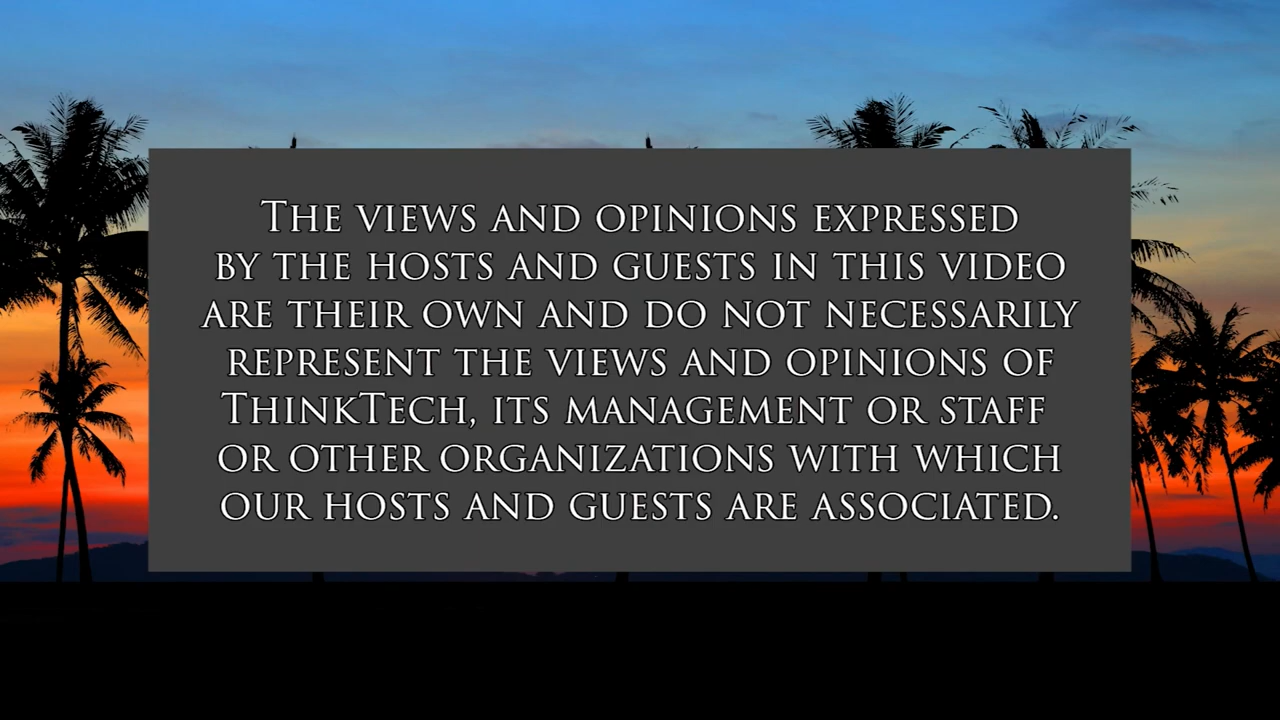 The views and opinions expressed
by the hosts and guests in this video
are their own and do not necessarily
represent the views and opinions of
ThinkTech, its management or staff
or other organizations with which
our hosts and guests are associated.